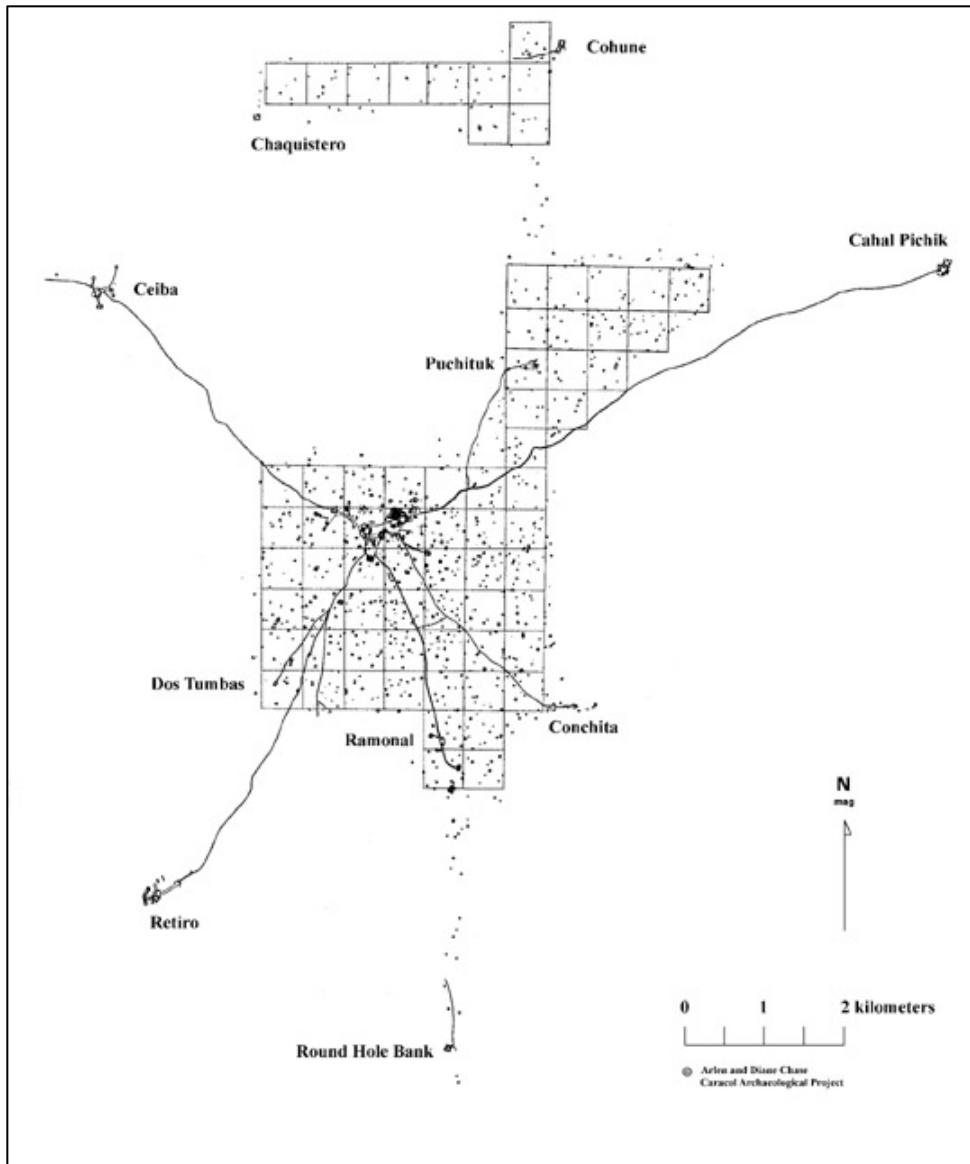 Cohune
Chaquistero
Cahal Pichik
Ceiba
Puchituk
Dos Tumbas
Ramonal
Conchita
N
mag
Retiro
0 1 2 kilometers
Round Hole Bank
© Arlen and Diane Chase
Caracol Archaeological Project